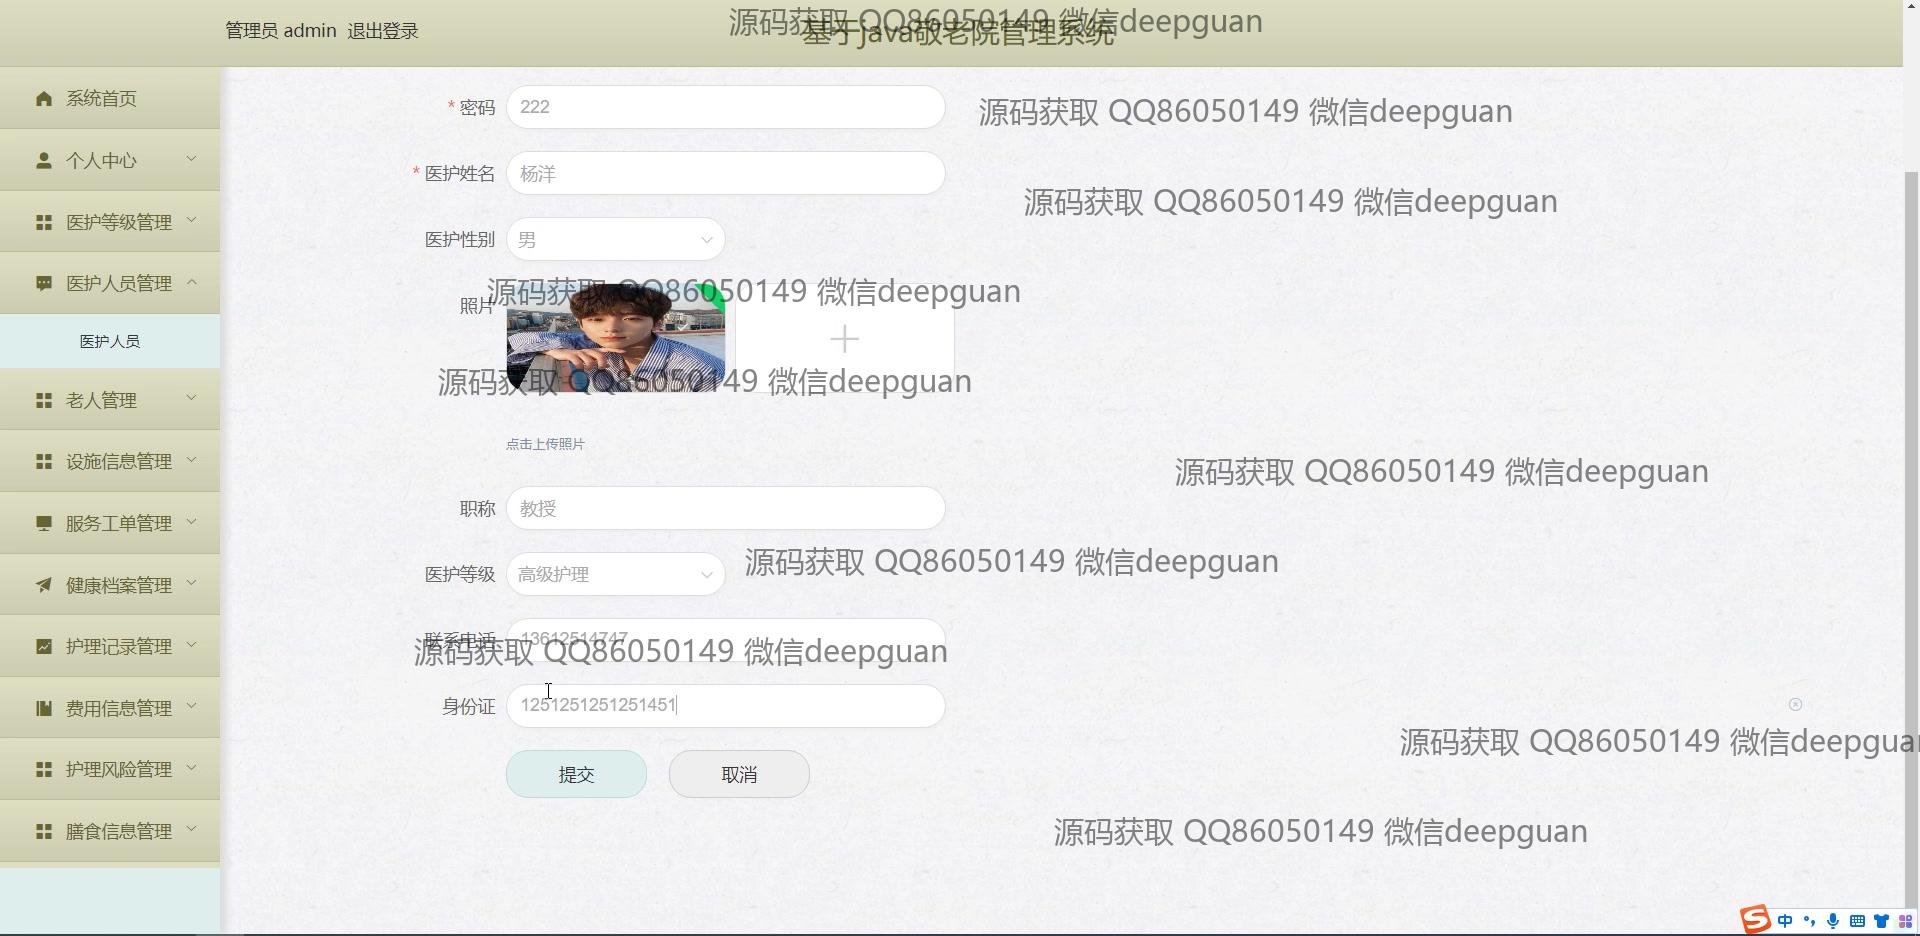 管理员 admin 退出登录
基于java敬老院管理系统
源码获取 QQ86050149 微信deepguan
系统首页
个人中心
医护等级管理
医护人员管理
医护人员
老人管理
设施信息管理
服务工单管理
健康档案管理
护理记录管理
费用信息管理
护理风险管理
膳食信息管理
* 密码 222
源码获取 QQ86050149 微信deepguan
* 医护姓名 杨洋
源码获取 QQ86050149 微信deepguan
医护性别 男
照片
源码获取 QQ86050149 微信deepguan
源码获取 QQ86050149 微信deepguan
点击上传照片
源码获取 QQ86050149 微信deepguan
职称 教授
医护等级 高级护理
源码获取 QQ86050149 微信deepguan
联系电话 13612514747
源码获取 QQ86050149 微信deepguan
身份证 1251251251251451
源码获取 QQ86050149 微信deepgua
提交 取消
源码获取 QQ86050149 微信deepguan
中